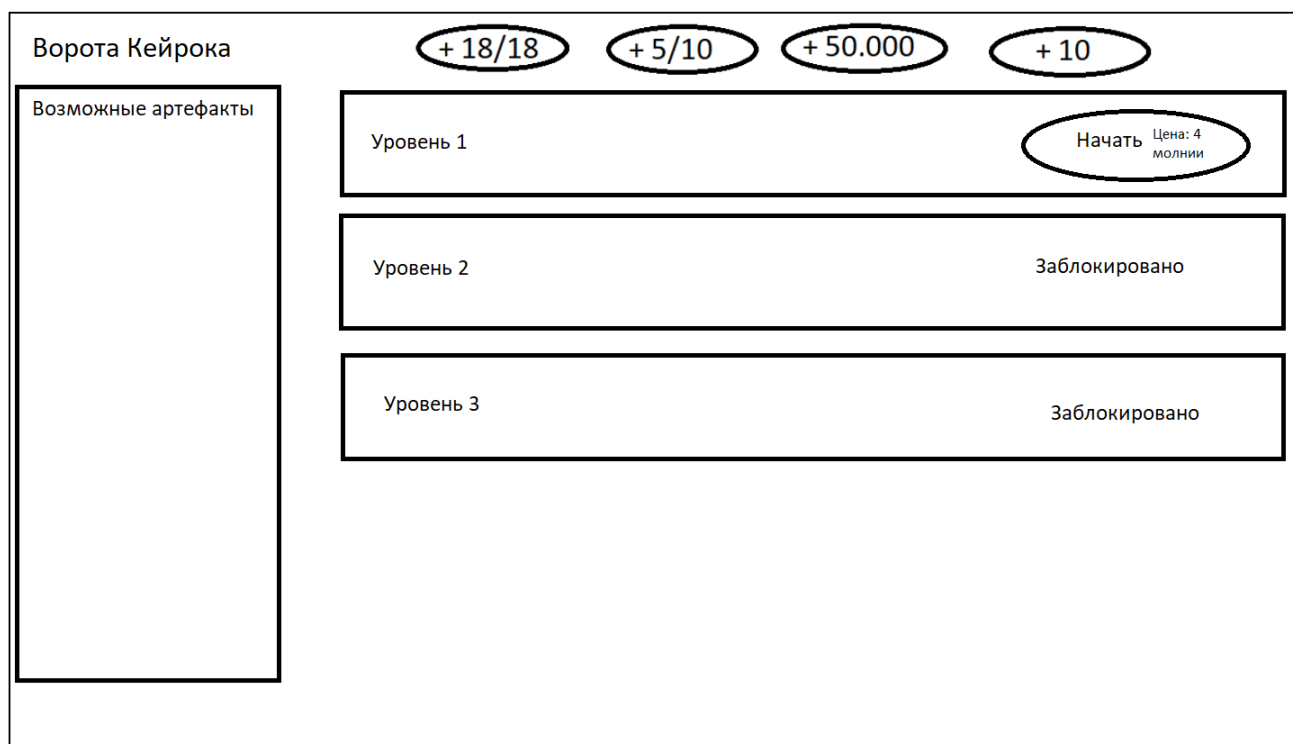 Ворота Кейрока
+ 18/18
+ 5/10
+ 50.000
+ 10
Возможные артефакты
Уровень 1
Начать
Цена: 4
молнии
Уровень 2
Заблокировано
Уровень 3
Заблокировано